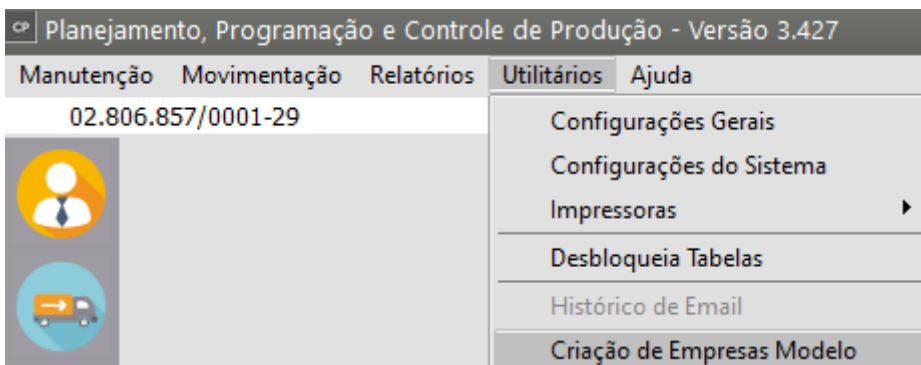 CP Planejamento, Programação e Controle de Produção - Versão 3.427
Manutenção Movimentação Relatórios Utilitários Ajuda
02.806.857/0001-29
Configurações Gerais
Configurações do Sistema
Impressoras
Desbloqueia Tabelas
Histórico de Email
Criação de Empresas Modelo